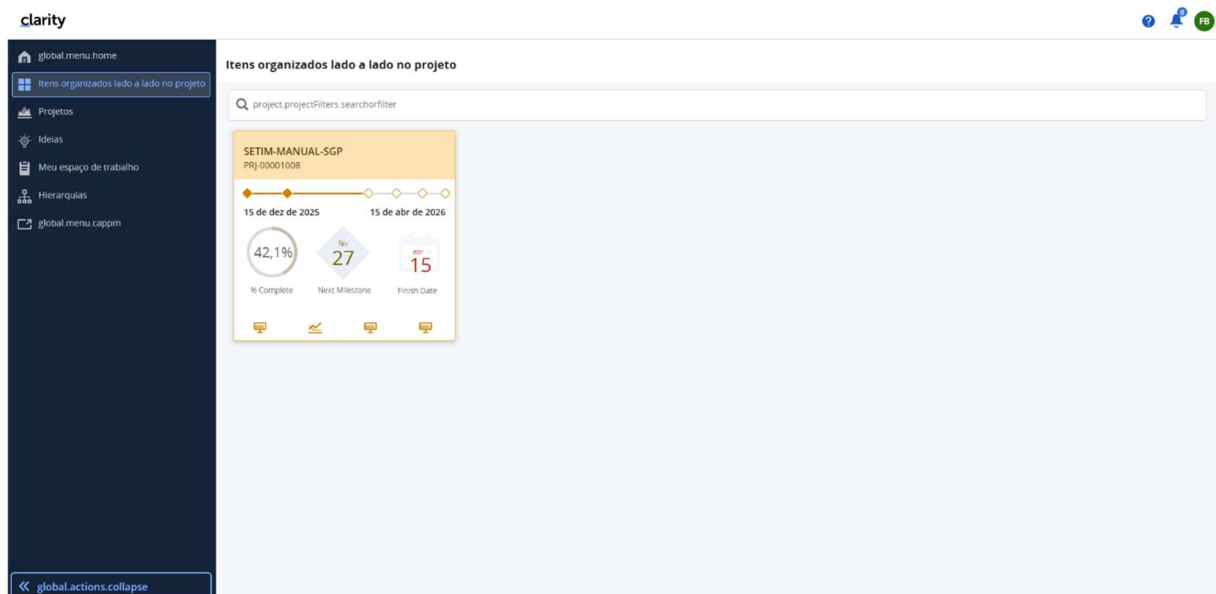 clarity
8
FB
global.menu.home
Itens organizados lado a lado no projeto
Projetos
Ideias
Meu espaço de trabalho
Hierarquias
global.menu.cappm
global.actions.collapse
Itens organizados lado a lado no projeto
project.projectFilters.searchorfilter
SETIM-MANUAL-SGP
PRJ-00001008
15 de dez de 2025 15 de abr de 2026
42,1%
fev
27
abr
15
% Complete Next Milestone Finish Date